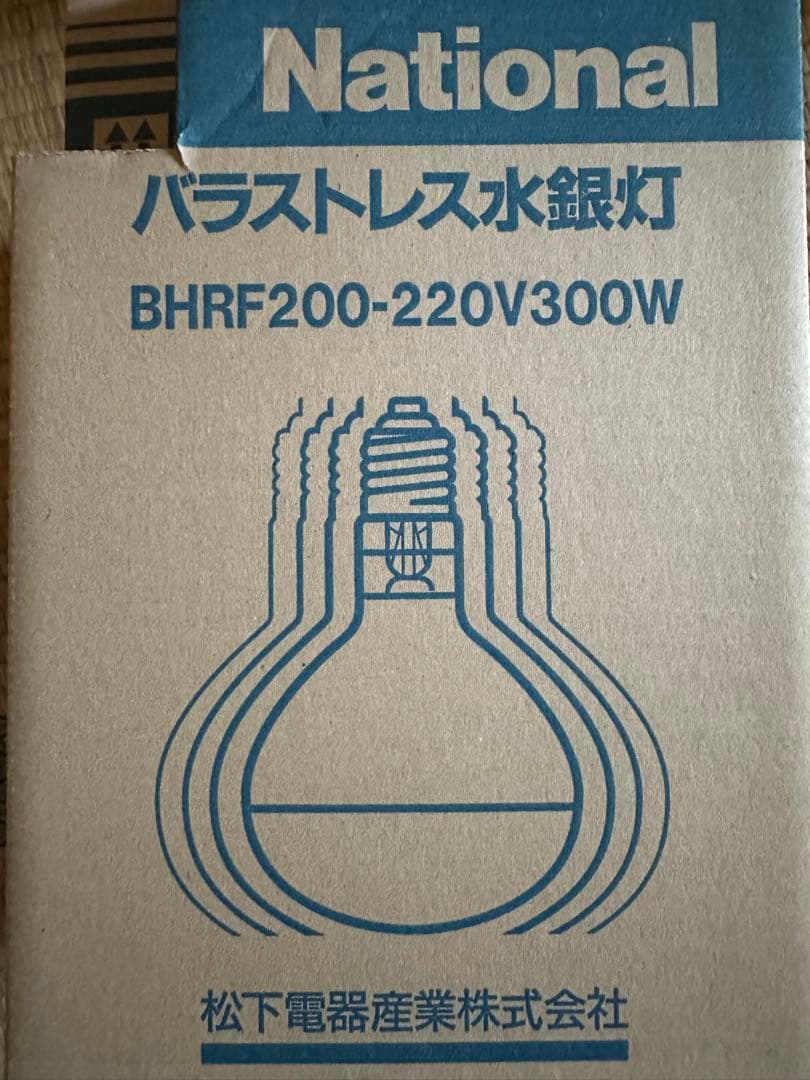 National
バラストレス水銀灯
BHRF200-220V300W
松下電器産業株式会社